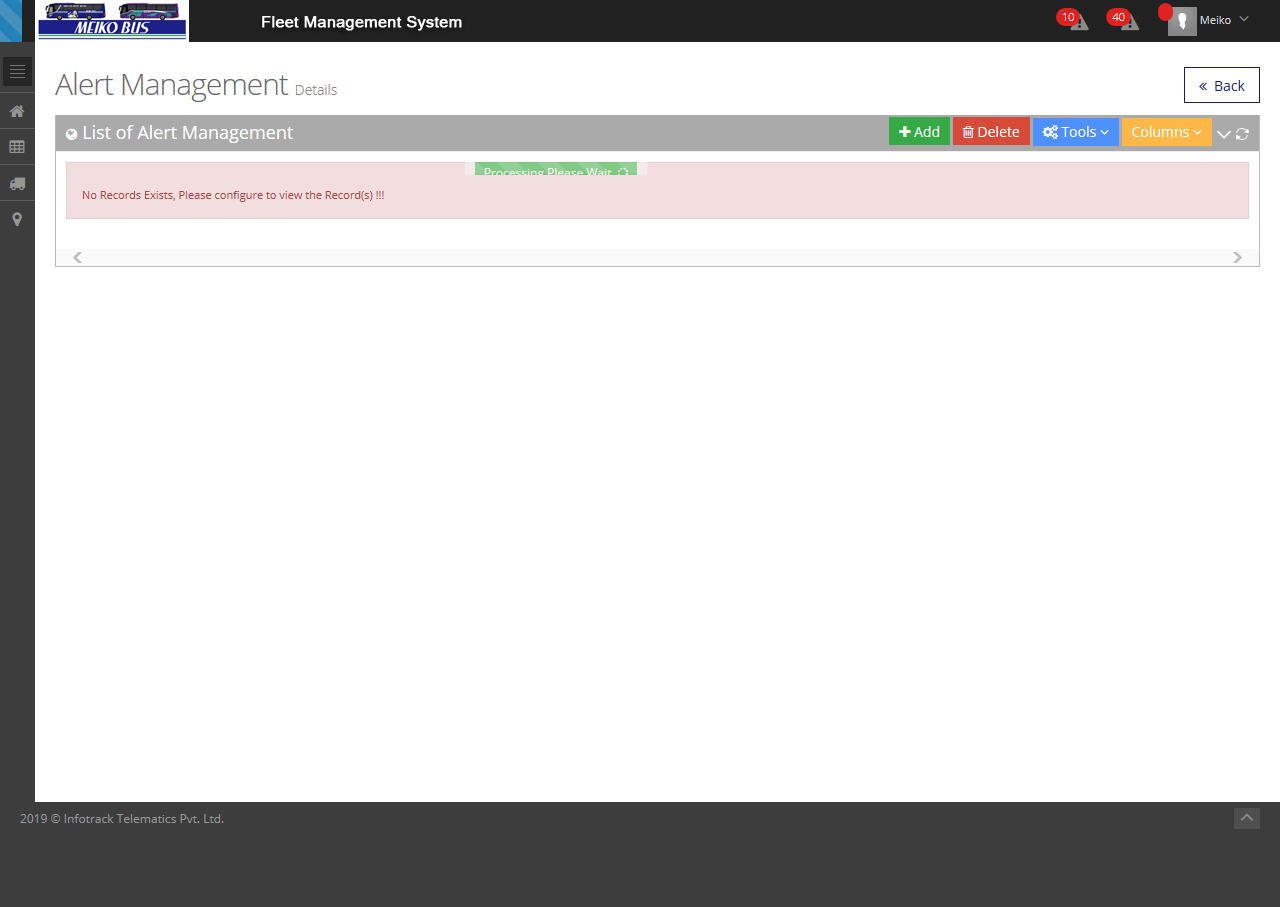 MEIKO BUS
Fleet Management System
10
40
Meiko
Alert Management Details
« Back
List of Alert Management
Add
Delete
Tools
Columns
Processing Please Wait
No Records Exists, Please configure to view the Record(s) !!!
2019 © Infotrack Telematics Pvt. Ltd.